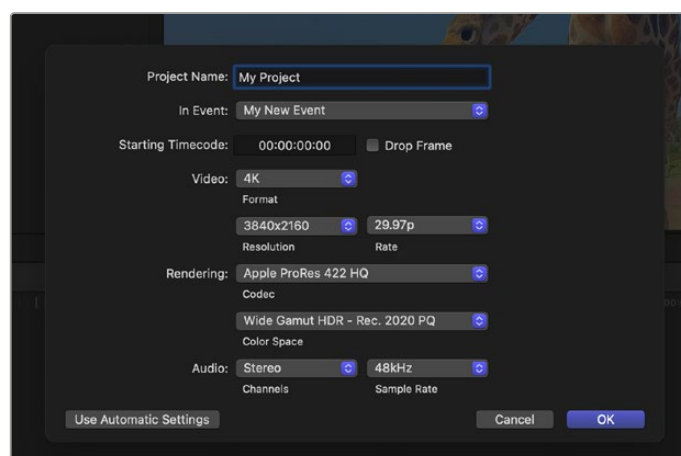 Project Name: My Project
In Event: My New Event
Starting Timecode: 00:00:00:00 Drop Frame
Video: 4K
Format
3840x2160 29.97p
Resolution Rate
Rendering: Apple ProRes 422 HQ
Codec
Wide Gamut HDR - Rec. 2020 PQ
Color Space
Audio: Stereo 48kHz
Channels Sample Rate
Use Automatic Settings Cancel OK